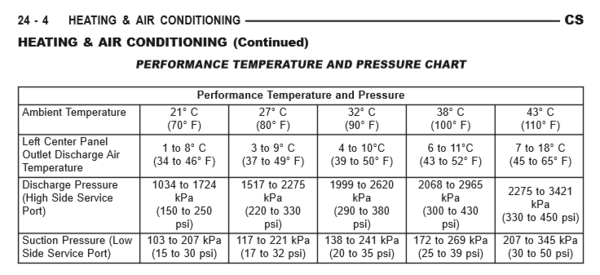 24 - 4 HEATING & AIR CONDITIONING CS
HEATING & AIR CONDITIONING (Continued)
PERFORMANCE TEMPERATURE AND PRESSURE CHART
Performance Temperature and Pressure
Ambient Temperature 21° C 27° C 32° C 38° C 43° C
(70° F) (80° F) (90° F) (100° F) (110° F)
Left Center Panel
Outlet Discharge Air
Temperature
1 to 8° C 3 to 9° C 4 to 10°C 6 to 11°C 7 to 18° C
(34 to 46° F) (37 to 49° F) (39 to 50° F) (43 to 52° F) (45 to 65° F)
Discharge Pressure
(High Side Service
Port)
1034 to 1724
kPa
(150 to 250
psi)
1517 to 2275
kPa
(220 to 330
psi)
1999 to 2620
kPa
(290 to 380
psi)
2068 to 2965
kPa
(300 to 430
psi)
2275 to 3421
kPa
(330 to 450 psi)
Suction Pressure (Low 103 to 207 kPa 117 to 221 kPa 138 to 241 kPa 172 to 269 kPa 207 to 345 kPa
Side Service Port) (15 to 30 psi) (17 to 32 psi) (20 to 35 psi) (25 to 39 psi) (30 to 50 psi)